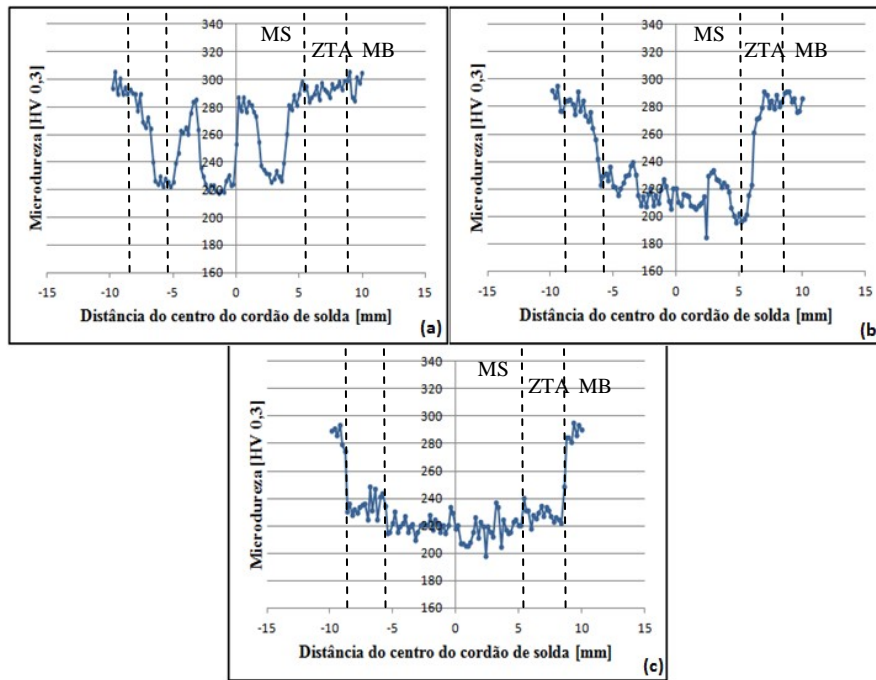 340
320
300
280
260
240
220
200
180
160
MS
ZTA MB
Microdureza [HV 0,3]
-15 -10 -5 0 5 10 15
Distância do centro do cordão de solda [mm]
(a)
340
320
300
280
260
240
220
200
180
160
MS
ZTA MB
Microdureza [HV 0,3]
-15 -10 -5 0 5 10 15
Distância do centro do cordão de solda [mm]
(b)
340
320
300
280
260
240
220
200
180
160
MS
ZTA MB
Microdureza [HV 0,3]
-15 -10 -5 0 5 10 15
Distância do centro do cordão de solda [mm]
(c)